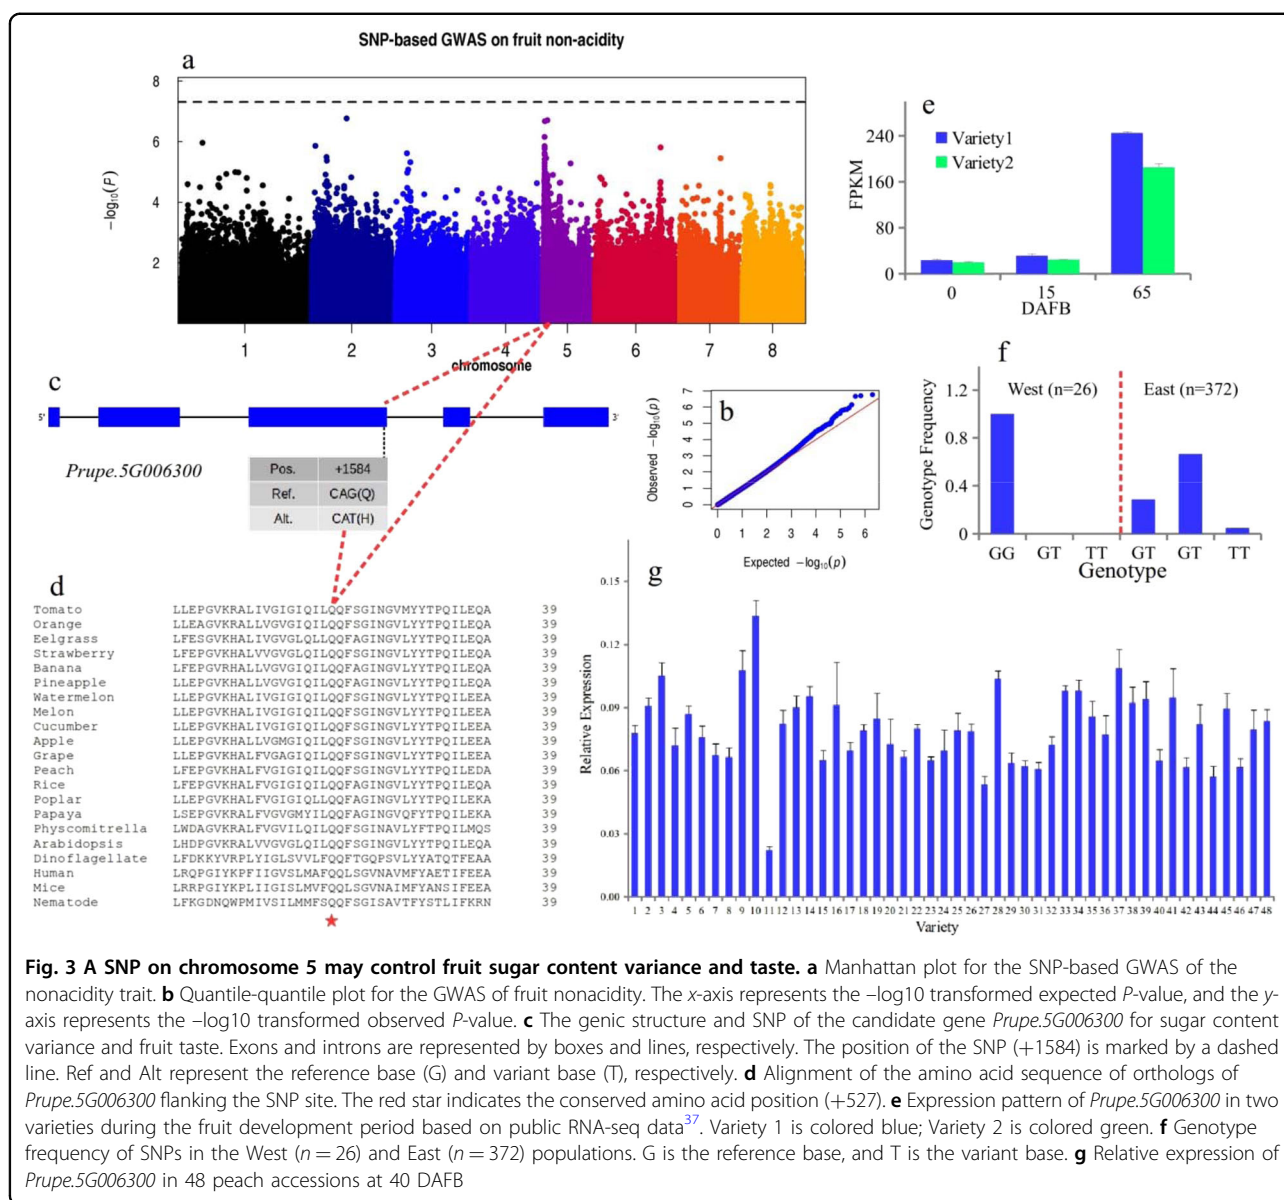 SNP-based GWAS on fruit non-acidity
a
8
6
4
2
−log₁₀(P)
1 2 3 4 5 6 7 8
chromosome
e
Variety1
Variety2
FPKM
240
160
80
0
0 15 65
DAFB
c
5' 3'
Prupe.5G006300
Pos. +1584
Ref. CAG(Q)
Alt. CAT(H)
b
Observed −log₁₀(p)
7
6
5
4
3
2
1
0
0 1 2 3 4 5 6
Expected −log₁₀(p)
f
West (n=26) East (n=372)
Genotype Frequency
1.2
0.8
0.4
0
GG GT TT GT GT TT
Genotype
d
Tomato LLEPGVKRALIVGIGIQILQQFSGINGVMYYTPQILEQA 39
Orange LLEAGVKRALLVGVGIQILQQFSGINGVLYYTPQILEQA 39
Eelgrass LFESGVKHALIVGVGLQLLQQFAGINGVLYYTPQILEQA 39
Strawberry LFEPGVKHALVVGVGLQILQQFSGINGVLYYTPQILEQA 39
Banana LFEPGVRHALLVGVGIQILQQFAGINGVLYYTPQILEQA 39
Pineapple LFEPGVKHALVVGVGIQILQQFAGINGVLYYTPQILEQA 39
Watermelon LLEPGVKHALIVGIGIQILQQFSGINGVLYYTPQILEEA 39
Melon LLEPGVKHALIVGIGIQILQQFSGINGVLYYTPQILEEA 39
Cucumber LLEPGVKHALIVGIGIQILQQFSGINGVLYYTPQILEEA 39
Apple LLEPGVKHALLVGMGIQILQQFSGINGVLYYTPQILEEA 39
Grape LLEPGVKHALFVGAGIQILQQFSGINGVLYYTPQILEEA 39
Peach LFEPGVKHALIVGIGIQILQQFSGINGVLYYTPQILEDA 39
Rice LFEPGVKHALFVGIGIQILQQFAGINGVLYYTPQILEQA 39
Poplar LLEPGVKHALFVGIGIQLLQQFAGINGVLYYTPQILEKA 39
Papaya LSEPGVKRALFVGVGMYILQQFAGINGVQFYTPQILEKA 39
Physcomitrella LWDAGVKRALFVGVILQILQQFSGINAVLYFTPQILMQS 39
Arabidopsis LHDPGVKRALVVGVGLQILQQFSGINGVLYYTPQILEQA 39
Dinoflagellate LFDKKYVRPLYIGLSVVLFQQFTGQPSVLYYAQTFEAA 39
Human LRQPGIYKPFIIGVSLMAFQQLSGVNAVMFYAETIFEEA 39
Mice LRRPGIYKPLIIGISLMVFQQLSGVNAIMFYANSIFEEA 39
Nematode LFKGDNQWPMIVSILMMFSQQFSGISAVTFYSTLIFKRN 39
g
Relative Expression
0.15
0.12
0.09
0.06
0.03
0.00
1 2 3 4 5 6 7 8 9 10 11 12 13 14 15 16 17 18 19 20 21 22 23 24 25 26 27 28 29 30 31 32 33 34 35 36 37 38 39 40 41 42 43 44 45 46 47 48
Variety
Fig. 3 A SNP on chromosome 5 may control fruit sugar content variance and taste. a Manhattan plot for the SNP-based GWAS of the
nonacidity trait. b Quantile-quantile plot for the GWAS of fruit nonacidity. The x-axis represents the –log10 transformed expected P-value, and the y-
axis represents the –log10 transformed observed P-value. c The genic structure and SNP of the candidate gene Prupe.5G006300 for sugar content
variance and fruit taste. Exons and introns are represented by boxes and lines, respectively. The position of the SNP (+1584) is marked by a dashed
line. Ref and Alt represent the reference base (G) and variant base (T), respectively. d Alignment of the amino acid sequence of orthologs of
Prupe.5G006300 flanking the SNP site. The red star indicates the conserved amino acid position (+527). e Expression pattern of Prupe.5G006300 in two
varieties during the fruit development period based on public RNA-seq data³⁷. Variety 1 is colored blue; Variety 2 is colored green. f Genotype
frequency of SNPs in the West (n = 26) and East (n = 372) populations. G is the reference base, and T is the variant base. g Relative expression of
Prupe.5G006300 in 48 peach accessions at 40 DAFB